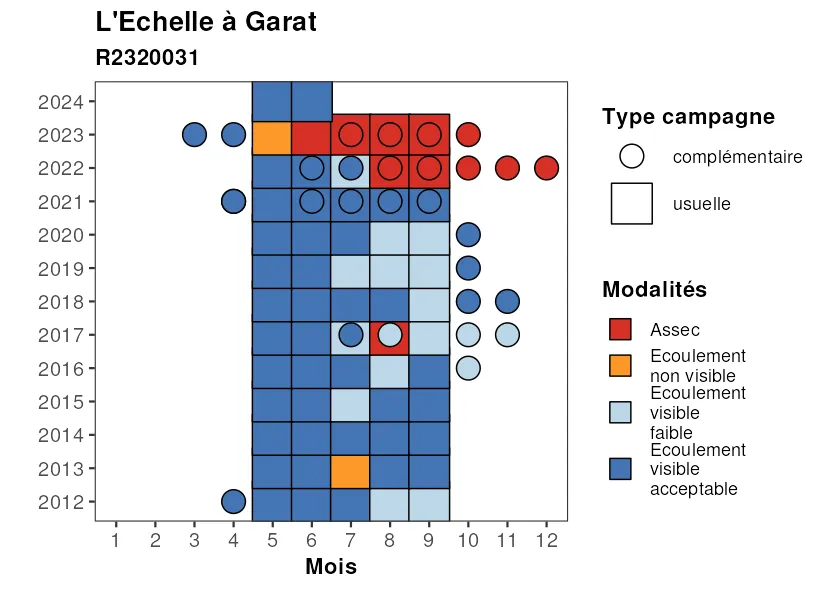 L'Echelle à Garat
R2320031
2024
2023
2022
2021
2020
2019
2018
2017
2016
2015
2014
2013
2012
1 2 3 4 5 6 7 8 9 10 11 12
Mois
Type campagne
complémentaire
usuelle
Modalités
Assec
Ecoulement
non visible
Ecoulement
visible
faible
Ecoulement
visible
acceptable